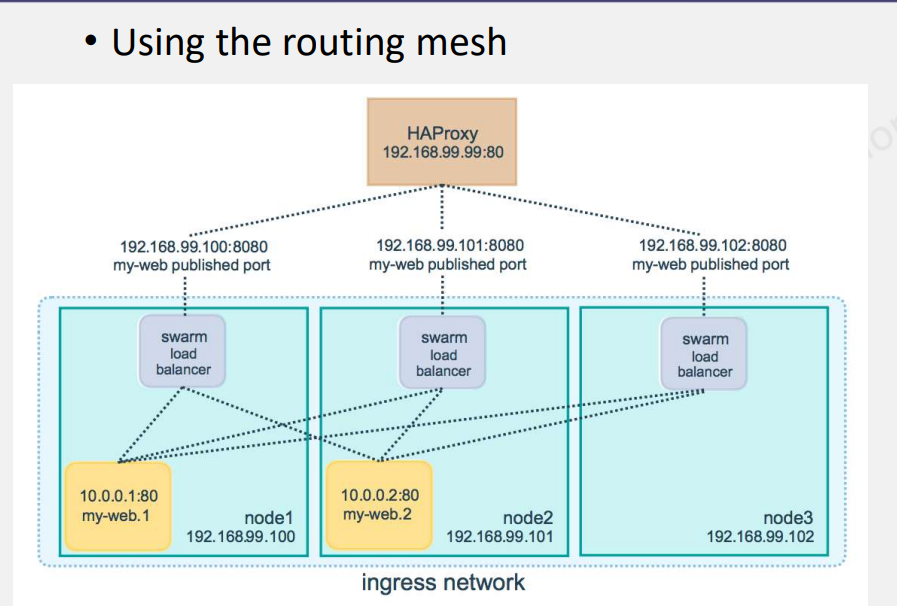 • Using the routing mesh
HAProxy
192.168.99.99:80
192.168.99.100:8080
my-web published port
192.168.99.101:8080
my-web published port
192.168.99.102:8080
my-web published port
swarm
load
balancer
swarm
load
balancer
swarm
load
balancer
10.0.0.1:80
my-web.1
node1
192.168.99.100
10.0.0.2:80
my-web.2
node2
192.168.99.101
node3
192.168.99.102
ingress network